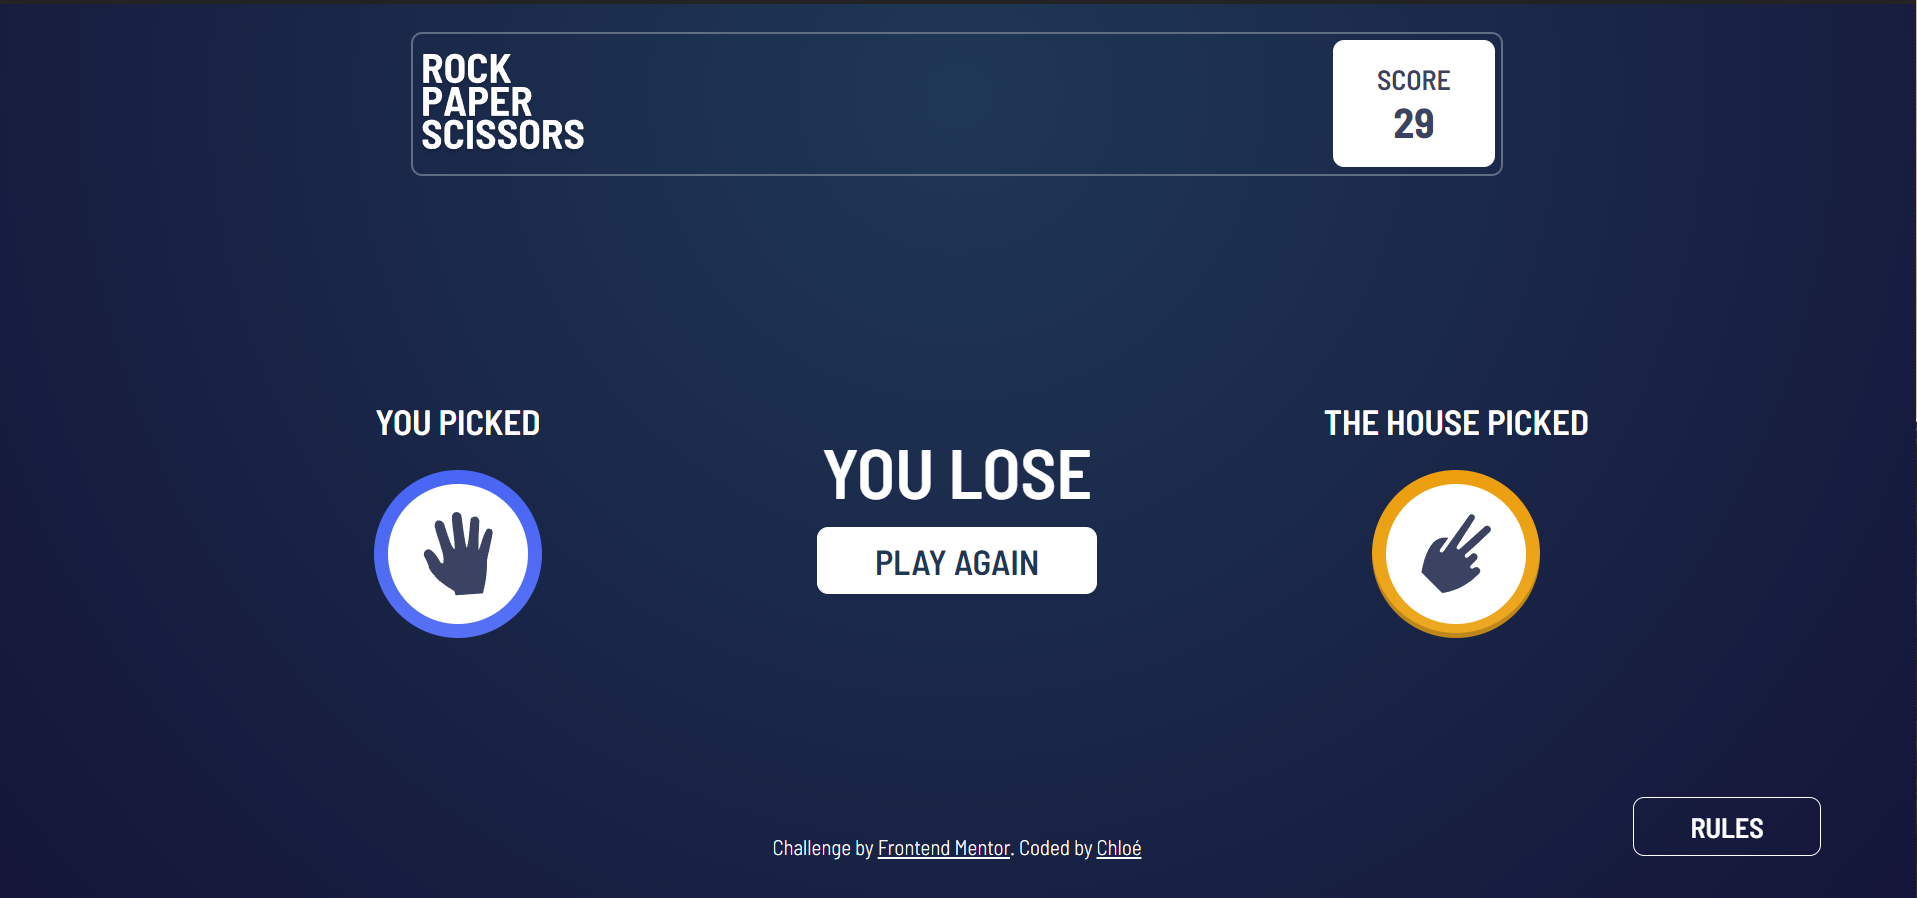 ROCK
PAPER
SCISSORS
SCORE
29
YOU PICKED
THE HOUSE PICKED
YOU LOSE
PLAY AGAIN
RULES
Challenge by Frontend Mentor. Coded by Chloé